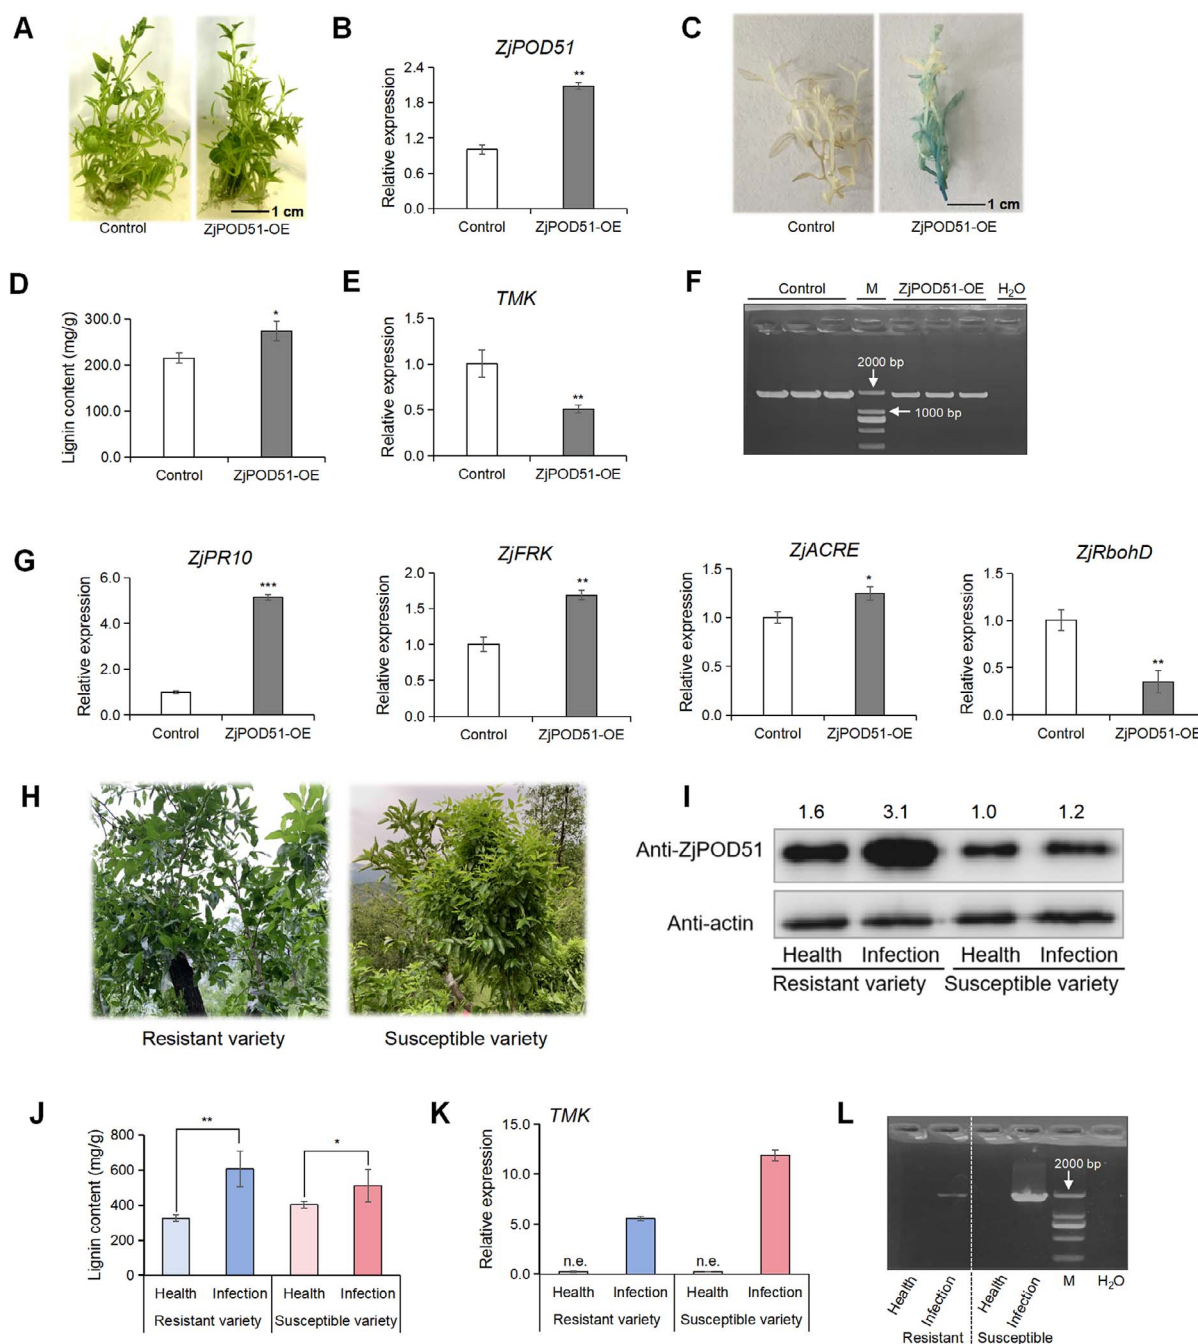 A
Control
ZjPOD51-OE
1 cm
B
ZjPOD51
Relative expression
2.4
1.8
1.2
0.6
0.0
**
Control
ZjPOD51-OE
C
Control
ZjPOD51-OE
1 cm
D
Lignin content (mg/g)
300.0
200.0
100.0
0.0
*
Control
ZjPOD51-OE
E
TMK
Relative expression
1.5
1.0
0.5
0.0
**
Control
ZjPOD51-OE
F
Control
M
ZjPOD51-OE
H2O
2000 bp
1000 bp
G
ZjPR10
Relative expression
6.0
4.0
2.0
0.0
***
Control
ZjPOD51-OE
ZjFRK
Relative expression
2.0
1.5
1.0
0.5
0.0
**
Control
ZjPOD51-OE
ZjACRE
Relative expression
1.5
1.0
0.5
0.0
*
Control
ZjPOD51-OE
ZjRbohD
Relative expression
1.5
1.0
0.5
0.0
**
Control
ZjPOD51-OE
H
Resistant variety
Susceptible variety
I
1.6 3.1 1.0 1.2
Anti-ZjPOD51
Anti-actin
Health Infection Health Infection
Resistant variety Susceptible variety
J
Lignin content (mg/g)
800
600
400
200
0
**
*
Health Infection Health Infection
Resistant variety Susceptible variety
K
TMK
Relative expression
15.0
10.0
5.0
0.0
n.e.
n.e.
Health Infection Health Infection
Resistant variety Susceptible variety
L
2000 bp
Health
Infection
Health
Infection
M
H2O
Resistant Susceptible